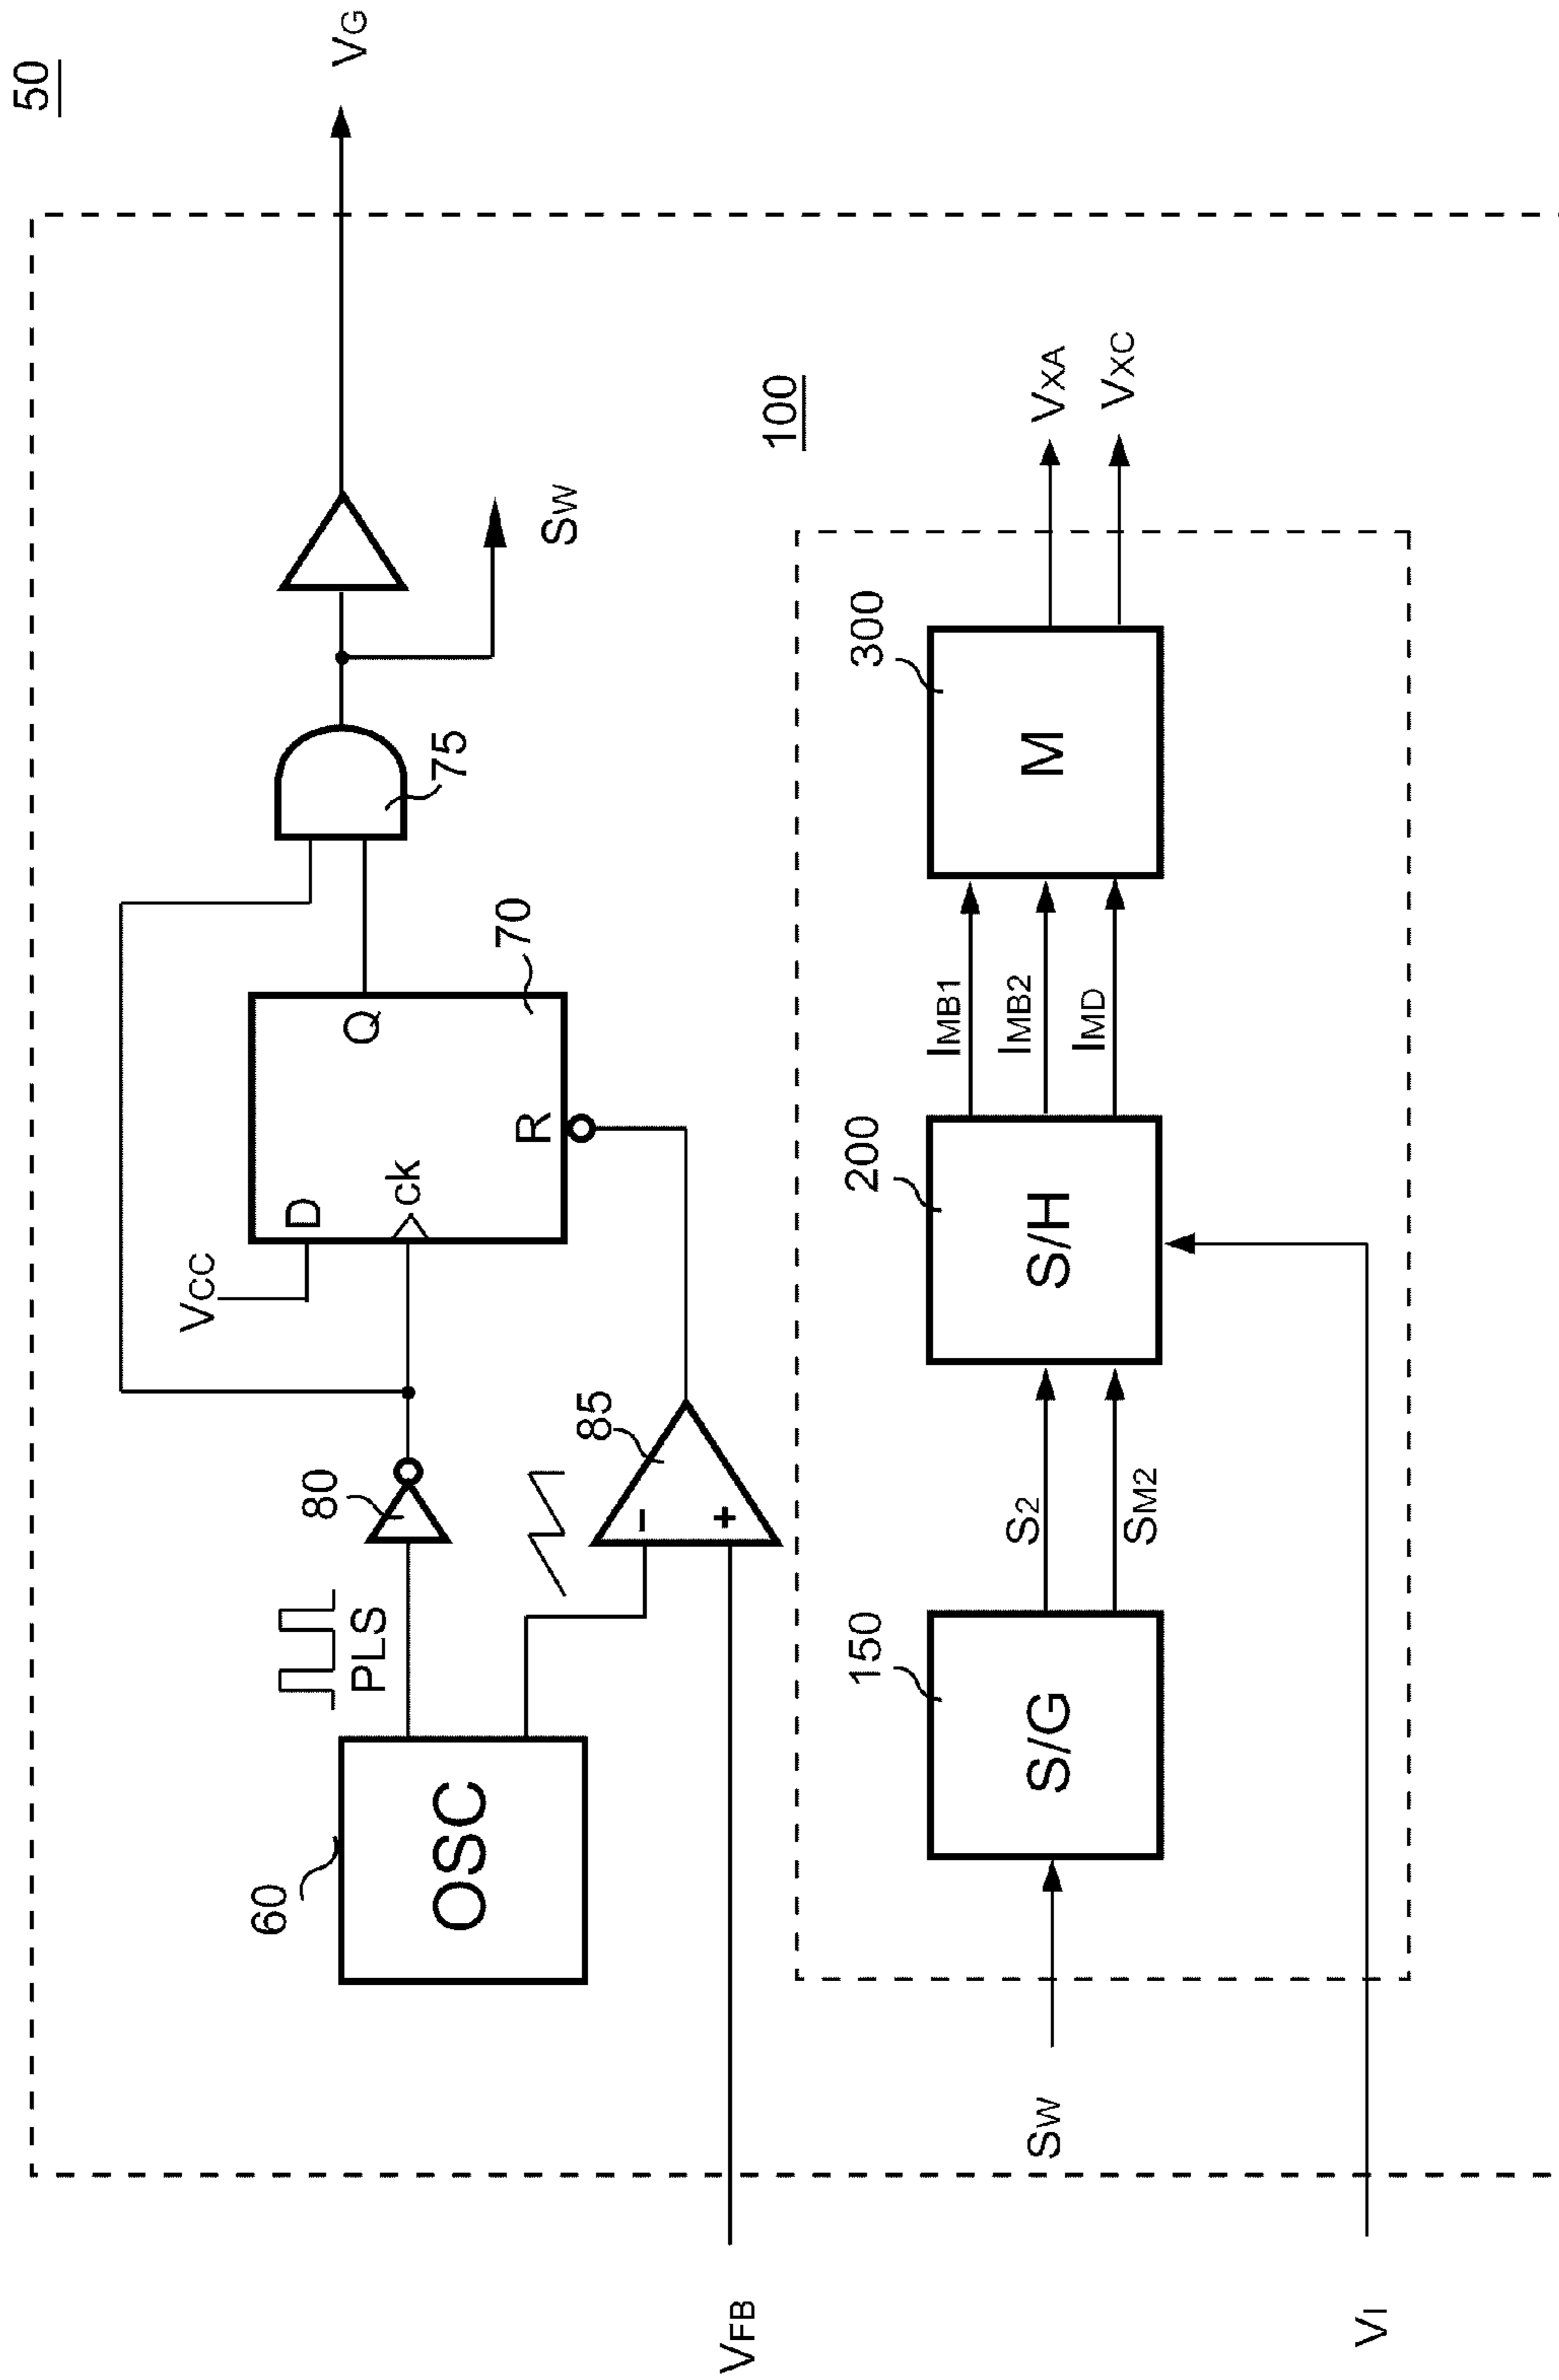 50
VG
SW
75
70
VCC
D
Q
ck
R
80
85
PLS
-
+
60
OSC
VFB
100
VXA
VXC
300
M
IMB1
IMB2
IMD
200
S/H
S2
SM2
150
S/G
SW
VI